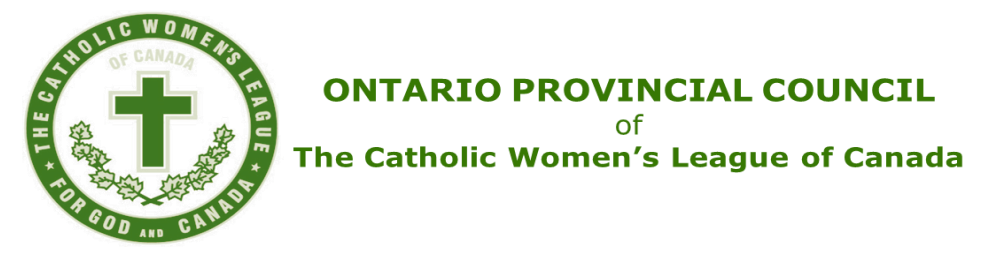 THE CATHOLIC WOMEN'S LEAGUE
OF CANADA
★ FOR GOD AND CANADA ★
ONTARIO PROVINCIAL COUNCIL
of
The Catholic Women’s League of Canada